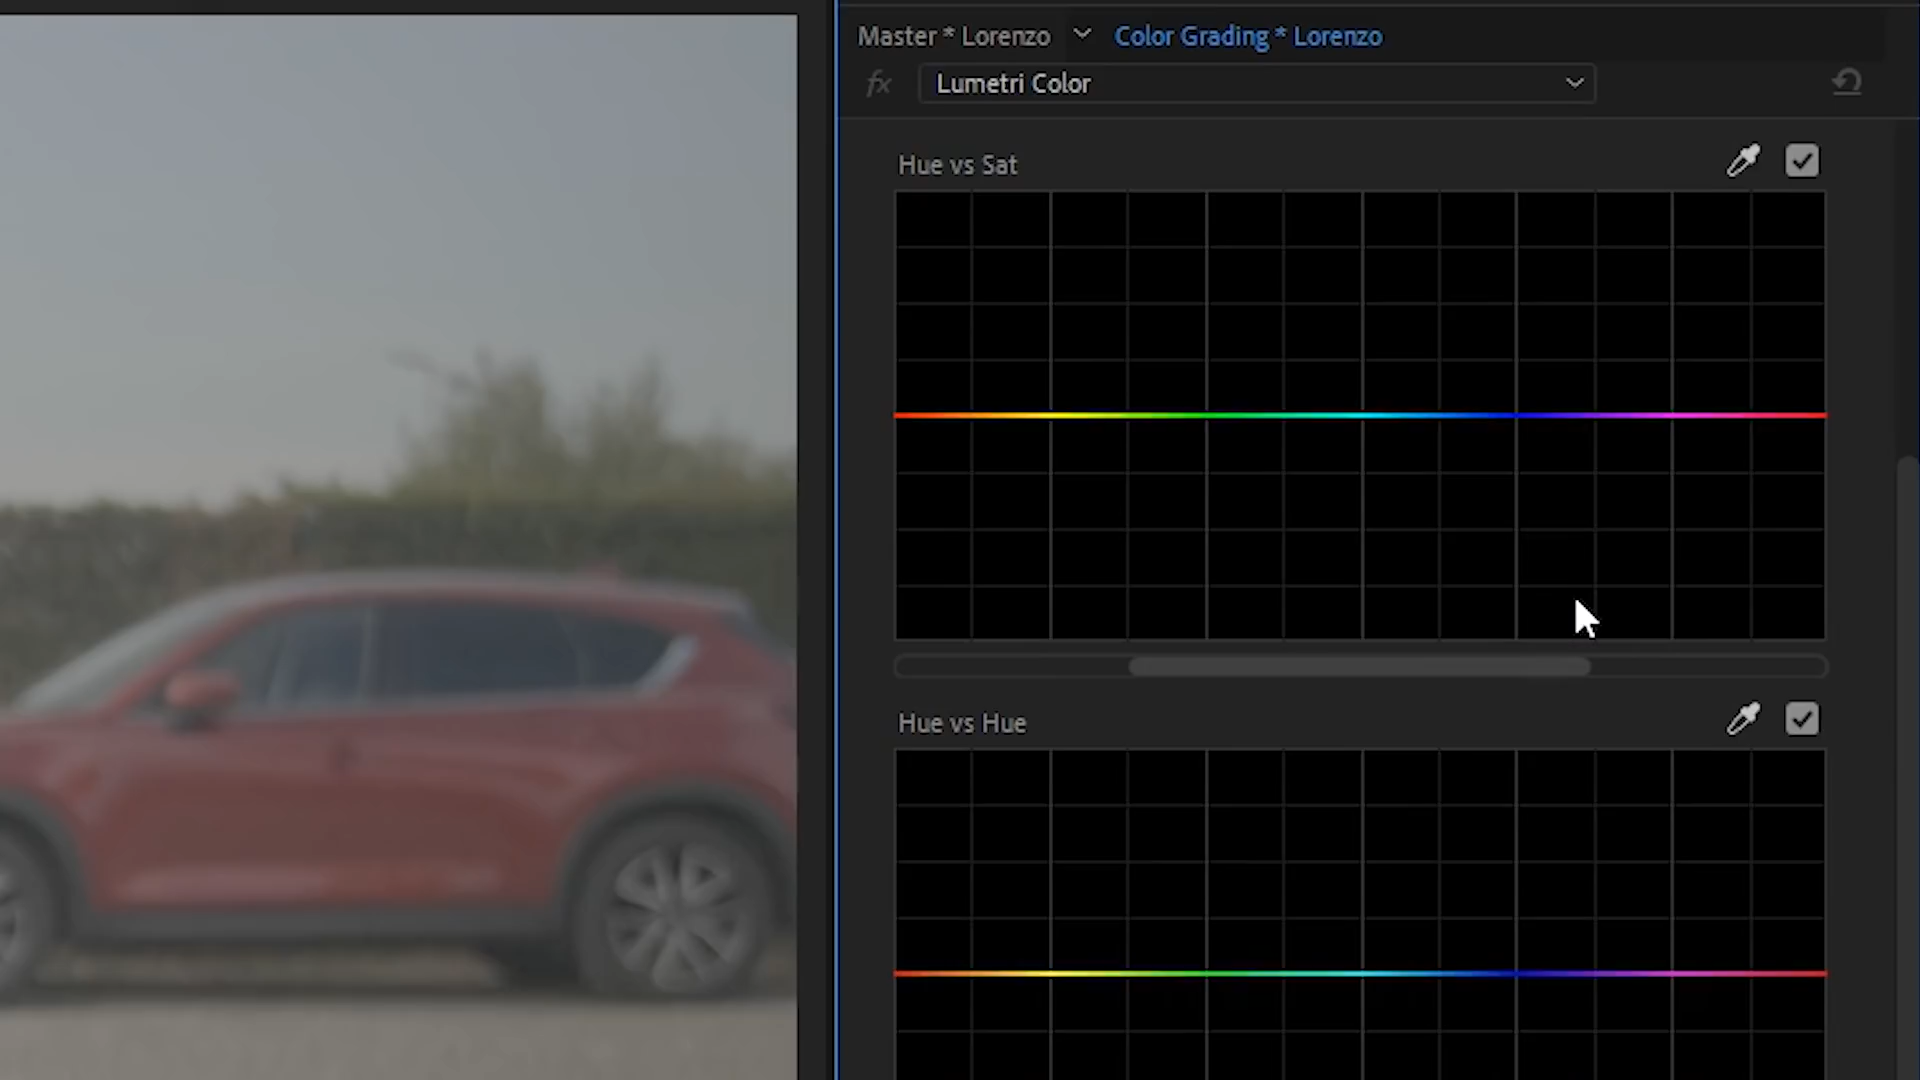 Master * Lorenzo Color Grading * Lorenzo
fx Lumetri Color
Hue vs Sat
Hue vs Hue